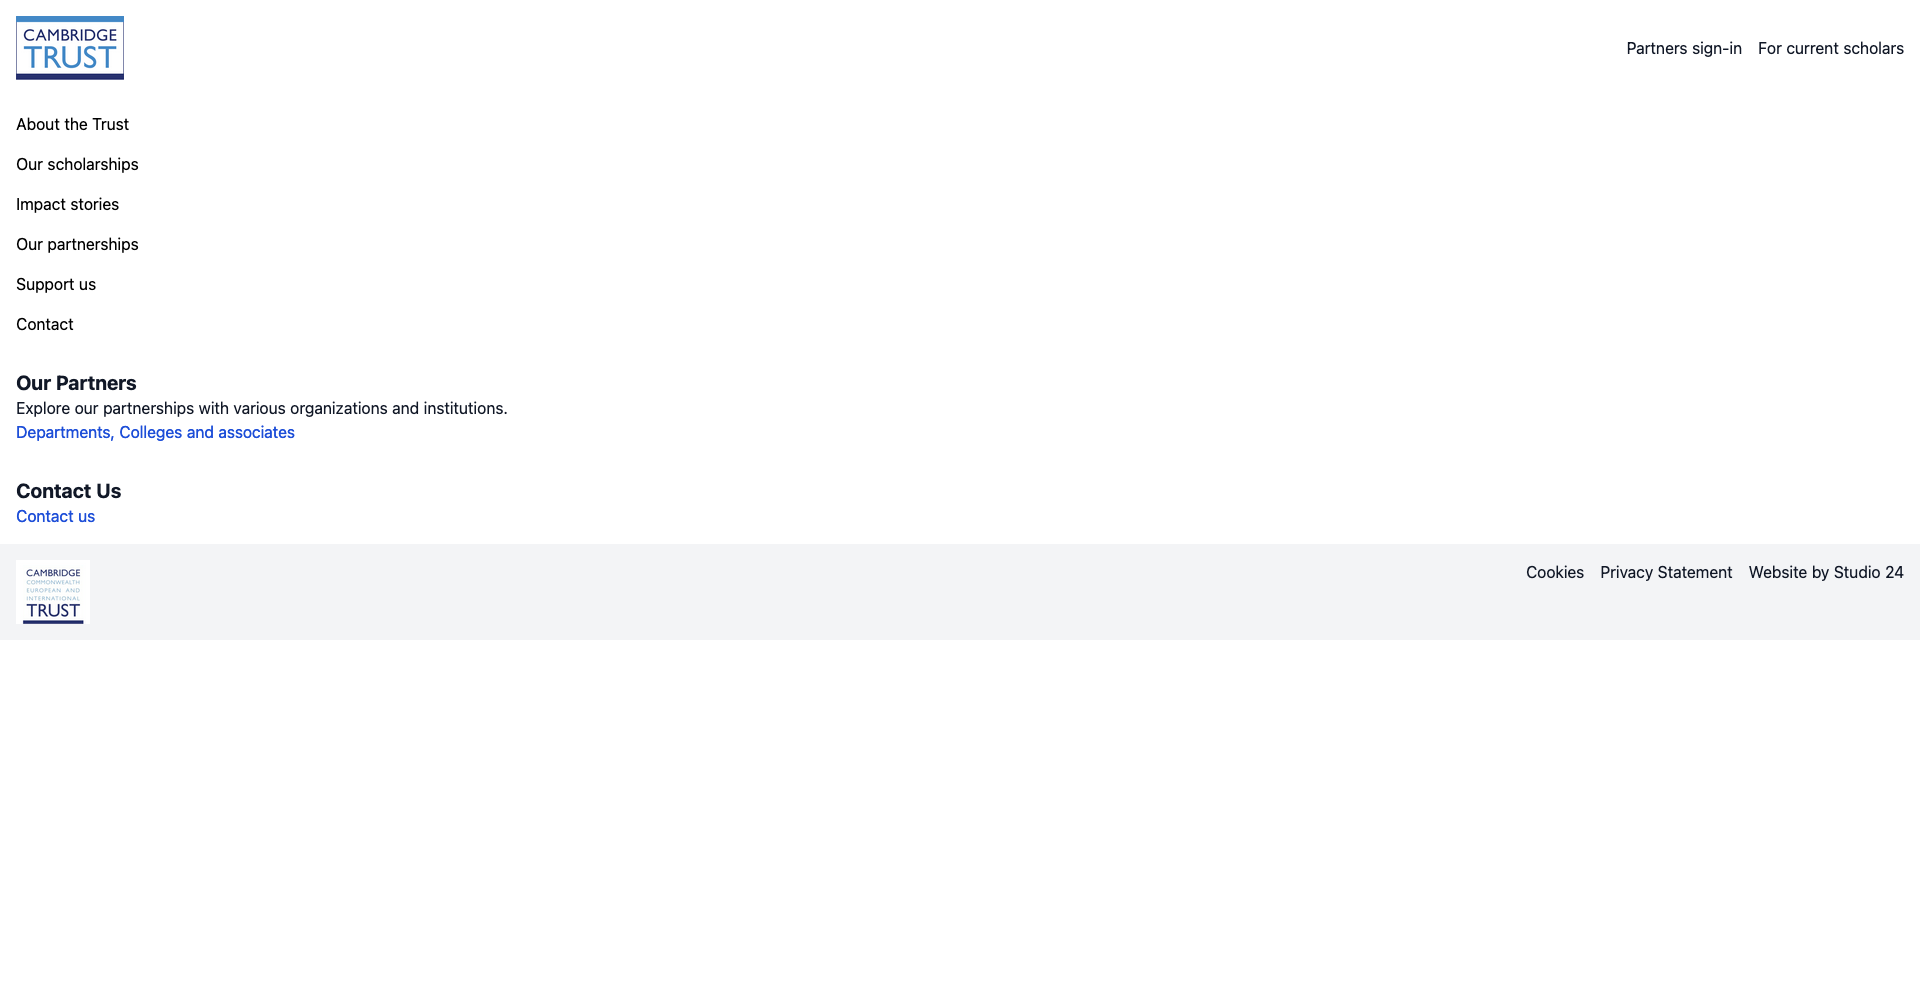 CAMBRIDGE
TRUST
Partners sign-in
For current scholars
About the Trust
Our scholarships
Impact stories
Our partnerships
Support us
Contact
Our Partners
Explore our partnerships with various organizations and institutions.
Departments, Colleges and associates
Contact Us
Contact us
CAMBRIDGE
COMMONWEALTH
EUROPEAN AND
INTERNATIONAL
TRUST
Cookies
Privacy Statement
Website by Studio 24